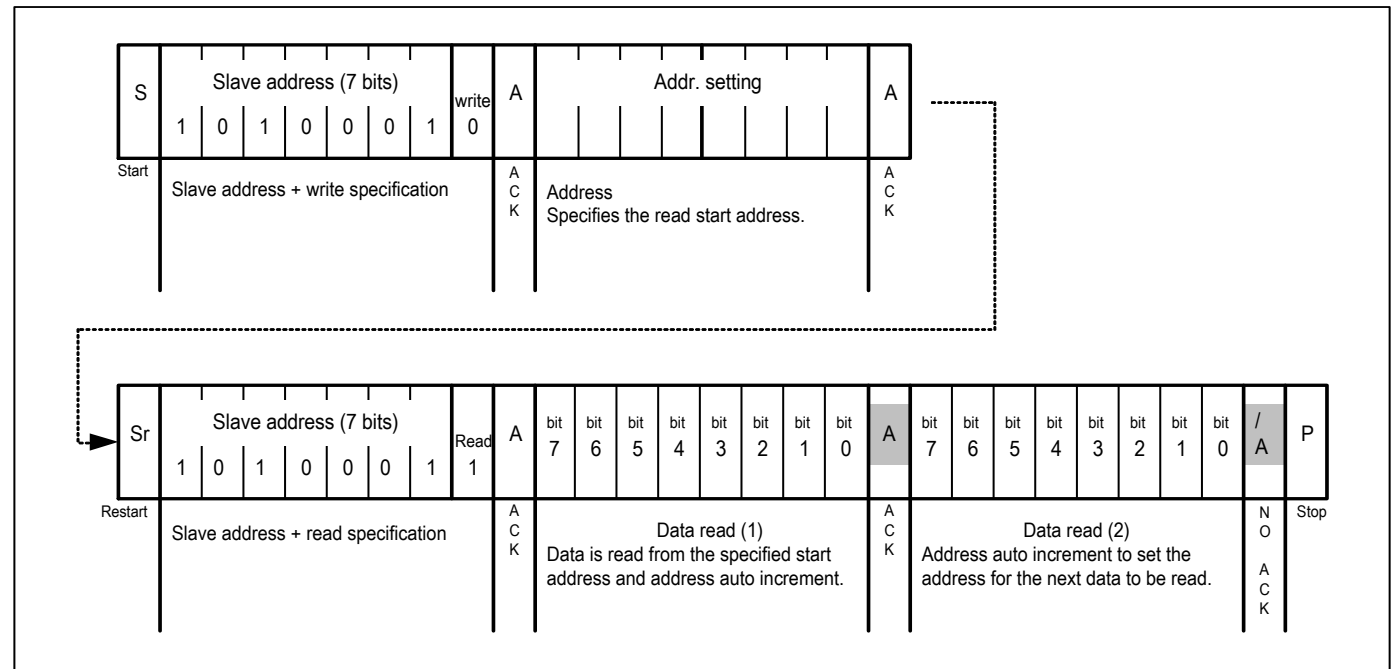 S
Slave address (7 bits)
write
A
Addr. setting
A
1 0 1 0 0 0 1 0
Start
Slave address + write specification
A
C
K
Address
Specifies the read start address.
A
C
K
Sr
Slave address (7 bits)
Read
A
bit bit bit bit bit bit bit bit
7 6 5 4 3 2 1 0
A
bit bit bit bit bit bit bit bit
7 6 5 4 3 2 1 0
/
A
P
1 0 1 0 0 0 1 1
Restart
Slave address + read specification
A
C
K
Data read (1)
Data is read from the specified start
address and address auto increment.
A
C
K
Data read (2)
Address auto increment to set the
address for the next data to be read.
N
O
A
C
K
Stop